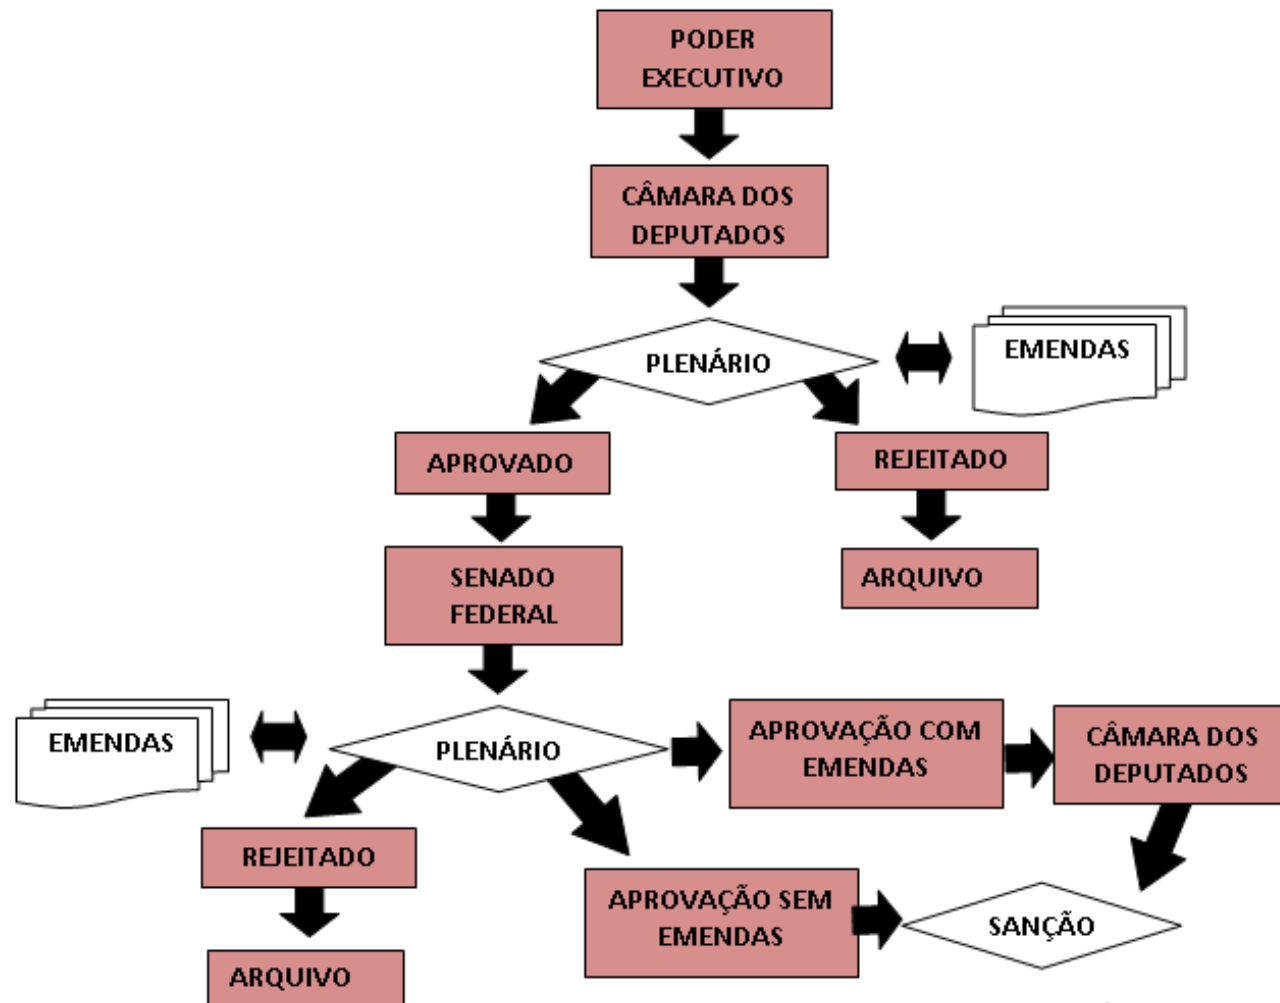 PODER
EXECUTIVO
CÂMARA DOS
DEPUTADOS
PLENÁRIO
EMENDAS
APROVADO
REJEITADO
SENADO
FEDERAL
ARQUIVO
EMENDAS
PLENÁRIO
APROVAÇÃO COM
EMENDAS
CÂMARA DOS
DEPUTADOS
REJEITADO
APROVAÇÃO SEM
EMENDAS
SANÇÃO
ARQUIVO